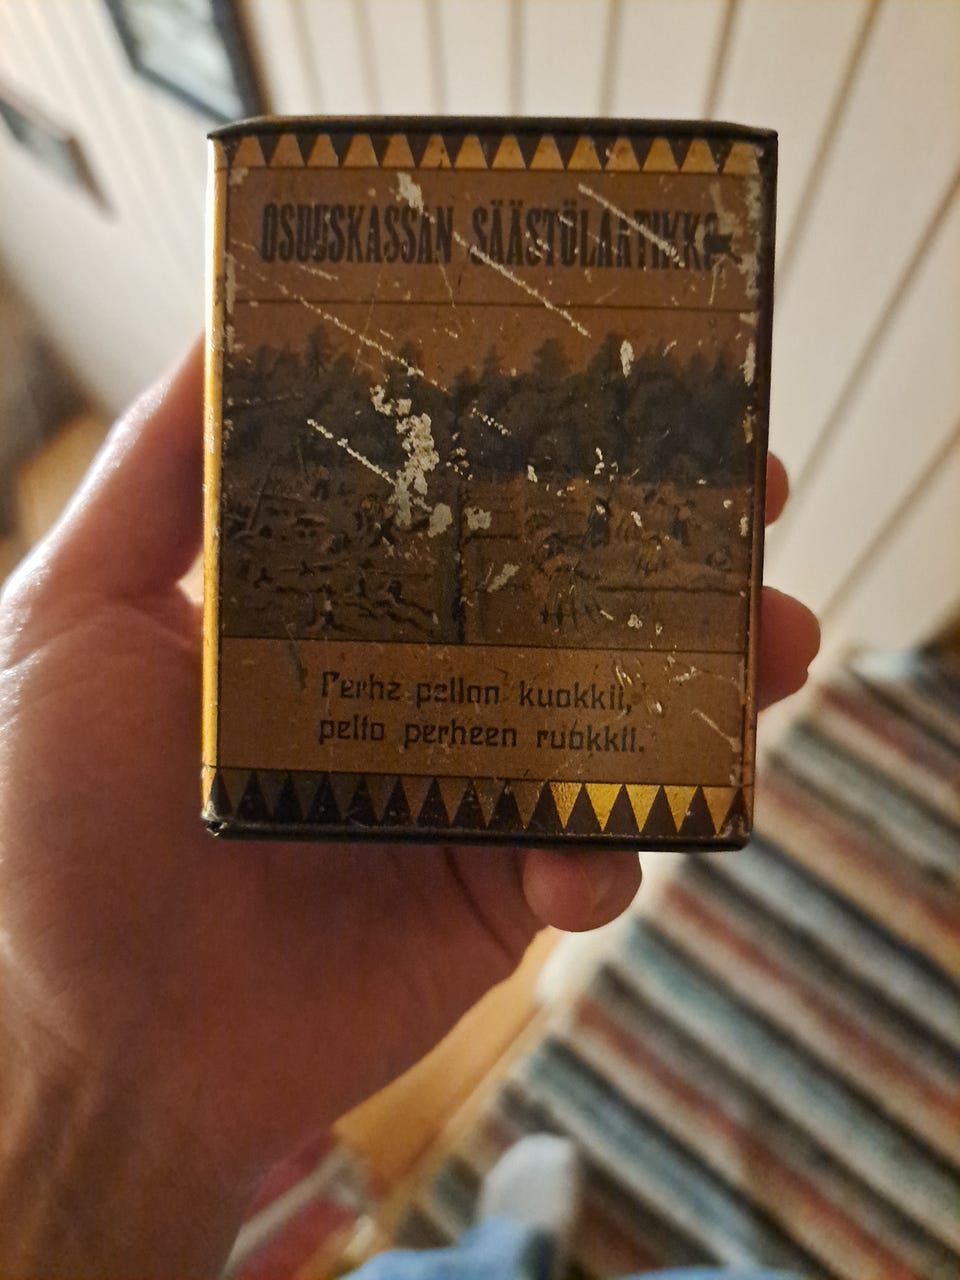 OSUUSKASSAN SÄÄSTÖLAATIKKO
Perhe pellon kuokkii,
pelto perheen ruokkii.